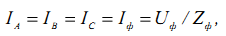 I_A = I_B = I_C = I_ф = U_ф / Z_ф,